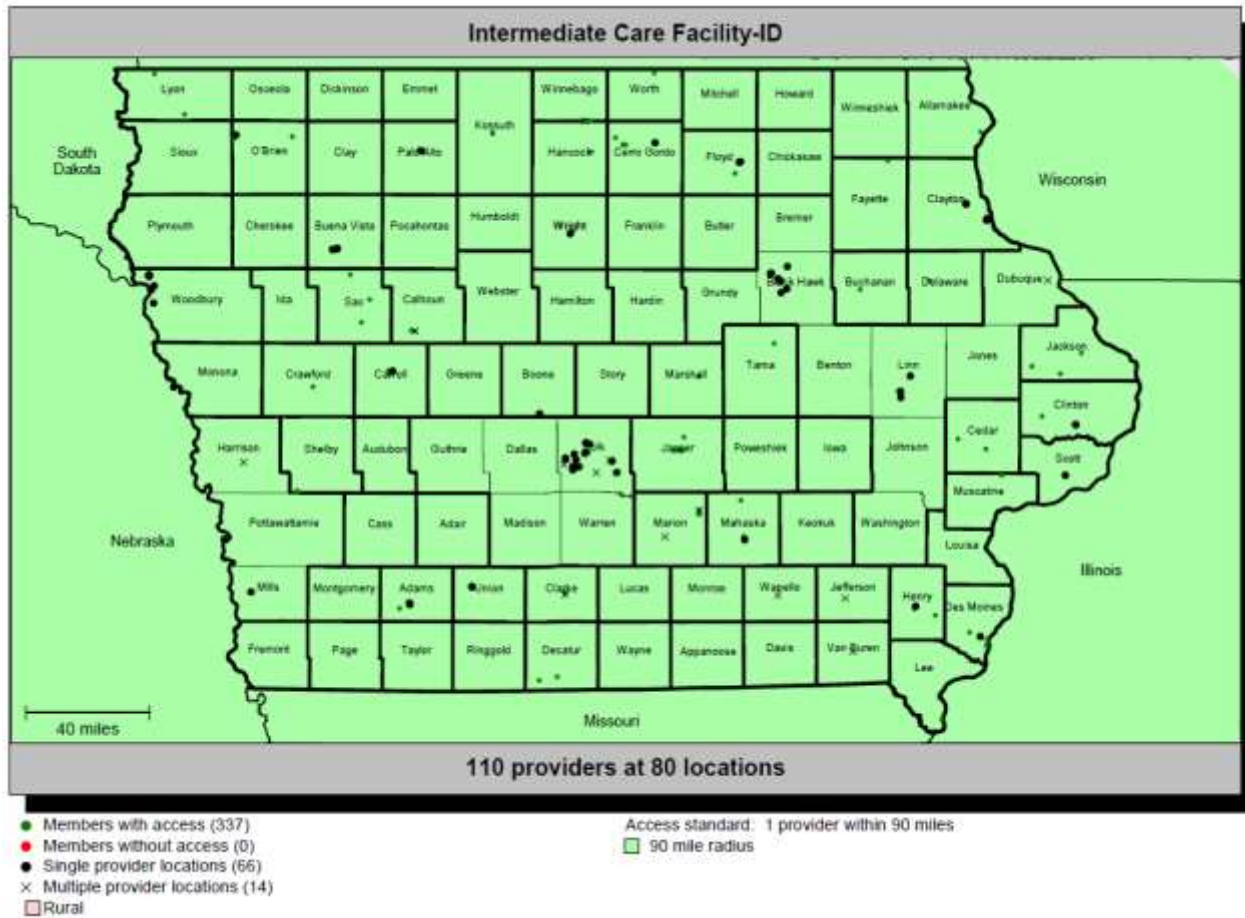 Intermediate Care Facility-ID
Lyon Osceola Dickinson Emmet Winnebago Worth Mitchell Howard Winneshiek Allamakee
Kossuth
South Dakota
Sioux O'Brien Clay Palo Alto Hancock Cerro Gordo Floyd Chickasaw
Wisconsin
Fayette Clayton
Plymouth Cherokee Buena Vista Pocahontas Humboldt Wright Franklin Butler Bremer
Woodbury Ida Sac Calhoun Webster Hamilton Hardin Grundy Black Hawk Buchanan Delaware Dubuque
Monona Crawford Carroll Greene Boone Story Marshall Tama Benton Linn Jones Jackson
Clinton
Harrison Shelby Audubon Guthrie Dallas Polk Jasper Poweshiek Iowa Johnson Cedar
Scott
Muscatine
Pottawattamie Cass Adair Madison Warren Marion Mahaska Keokuk Washington
Louisa
Nebraska
Illinois
Mills Montgomery Adams Union Clarke Lucas Monroe Wapello Jefferson Henry Des Moines
Fremont Page Taylor Ringgold Decatur Wayne Appanoose Davis Van Buren Lee
40 miles
Missouri
110 providers at 80 locations
Members with access (337)
Members without access (0)
Single provider locations (66)
Multiple provider locations (14)
Rural
Access standard: 1 provider within 90 miles
90 mile radius